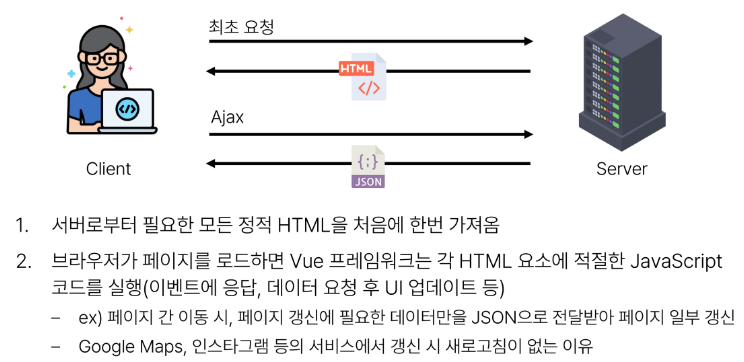 최초 요청
HTML
</>
</>
Ajax
{;}
JSON
Client
Server
1. 서버로부터 필요한 모든 정적 HTML을 처음에 한번 가져옴
2. 브라우저가 페이지를 로드하면 Vue 프레임워크는 각 HTML 요소에 적절한 JavaScript
코드를 실행(이벤트에 응답, 데이터 요청 후 UI 업데이트 등)
– ex) 페이지 간 이동 시, 페이지 갱신에 필요한 데이터만을 JSON으로 전달받아 페이지 일부 갱신
– Google Maps, 인스타그램 등의 서비스에서 갱신 시 새로고침이 없는 이유